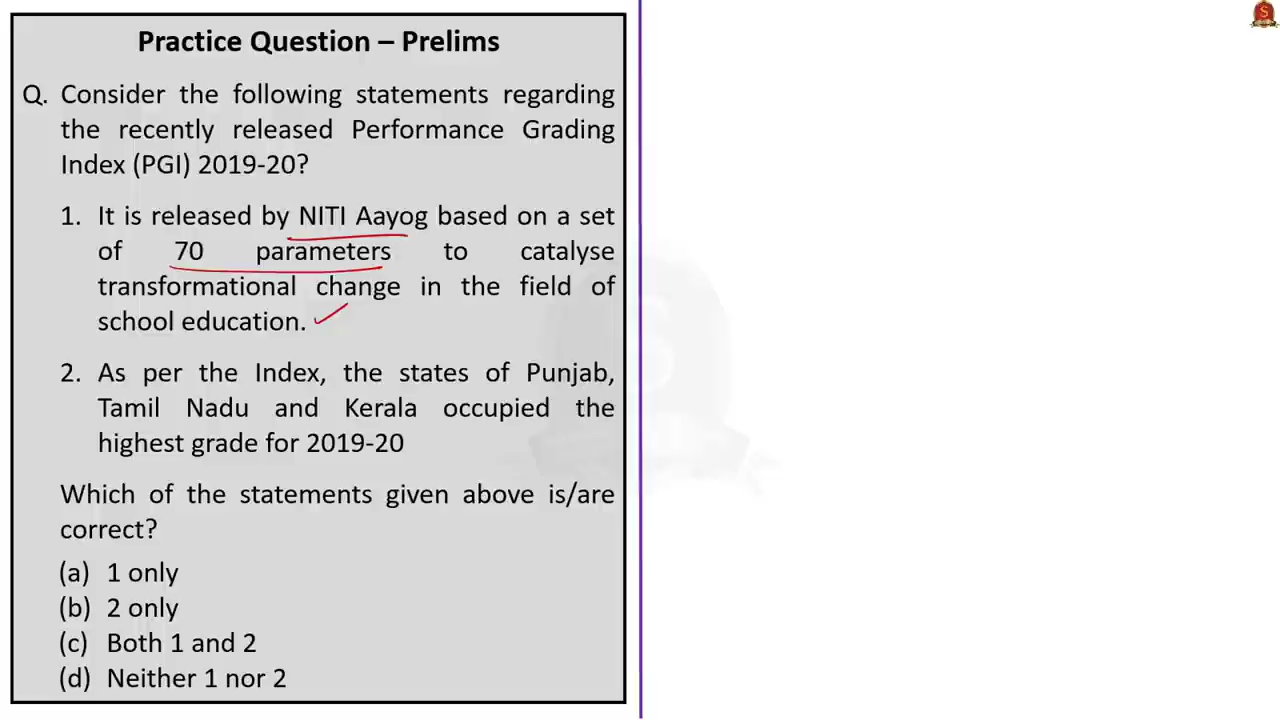 Practice Question – Prelims
Q. Consider the following statements regarding
the recently released Performance Grading
Index (PGI) 2019-20?
1. It is released by NITI Aayog based on a set
of 70 parameters to catalyse
transformational change in the field of
school education.
2. As per the Index, the states of Punjab,
Tamil Nadu and Kerala occupied the
highest grade for 2019-20
Which of the statements given above is/are
correct?
(a) 1 only
(b) 2 only
(c) Both 1 and 2
(d) Neither 1 nor 2